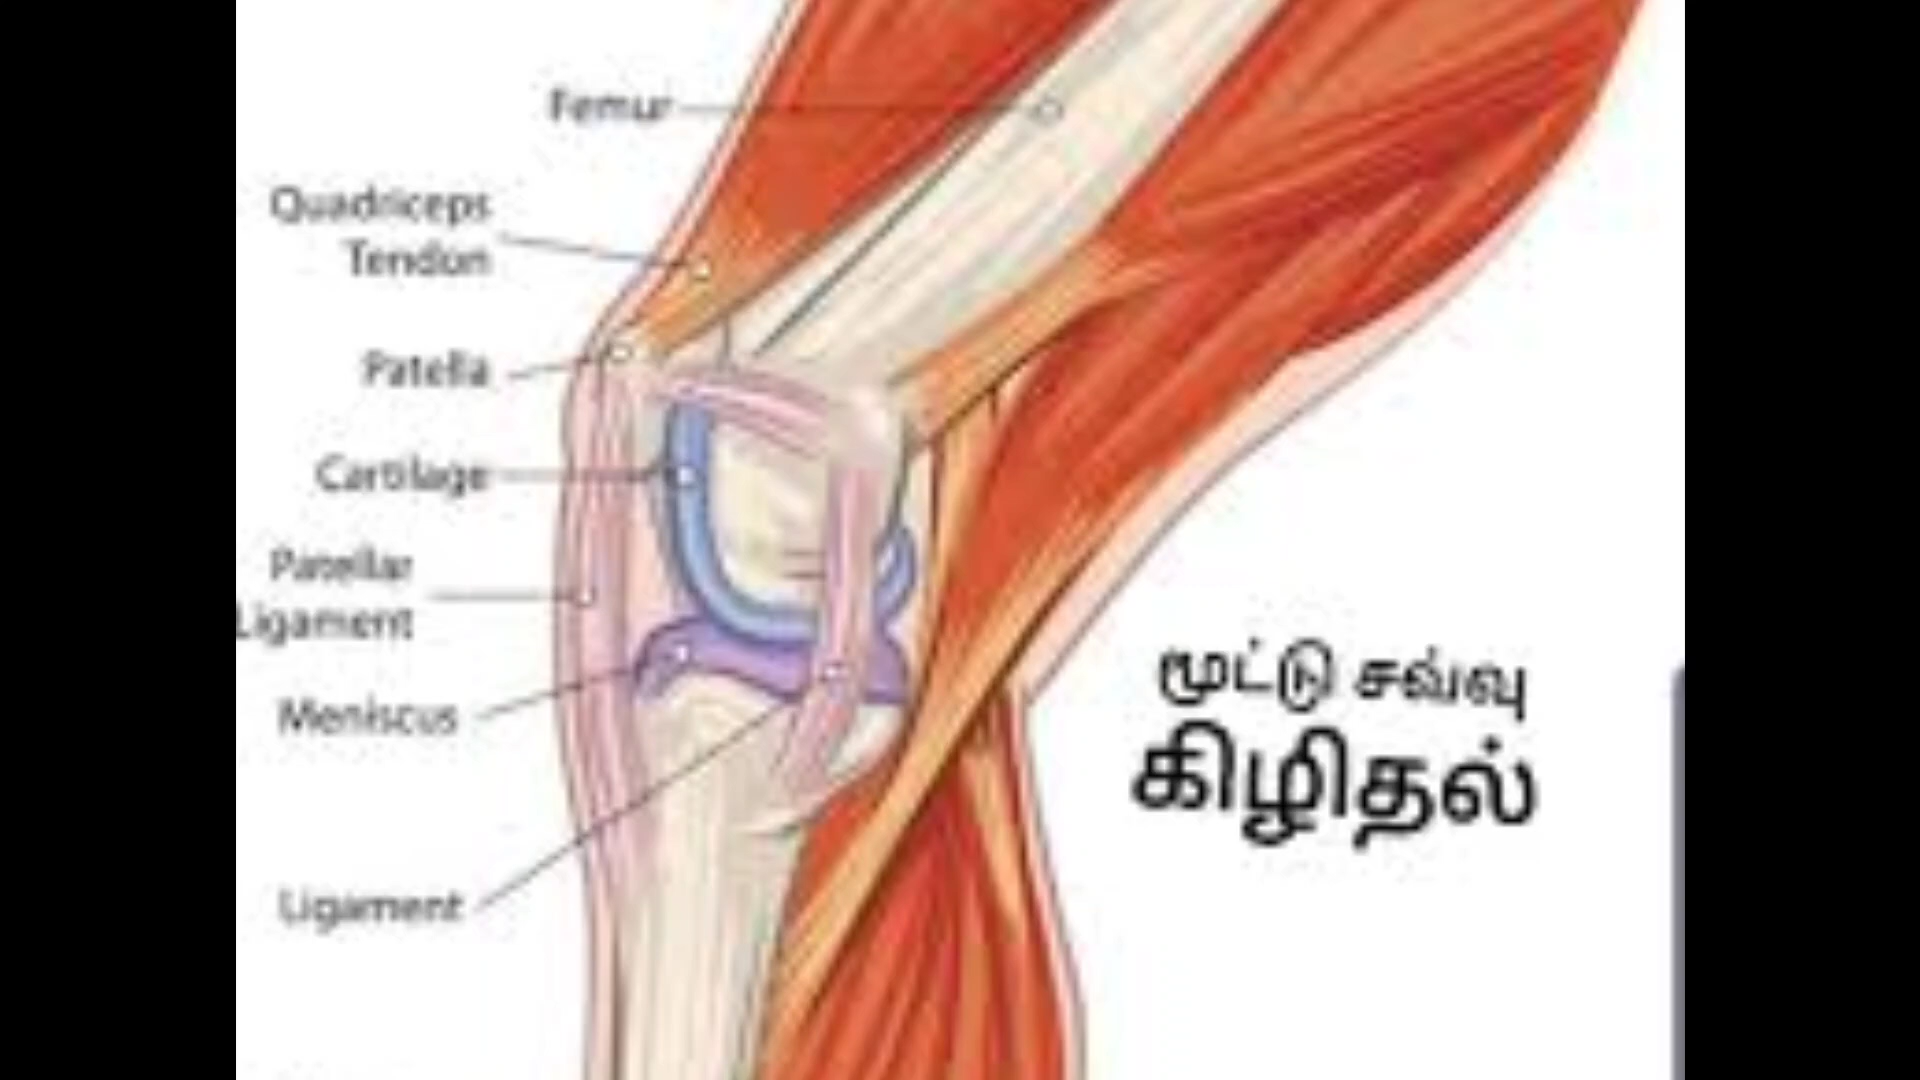 Femur
Quadriceps
Tendon
Patella
Cartilage
Patellar
Ligament
Meniscus
Ligament
மூட்டு சவ்வு
கிழிதல்